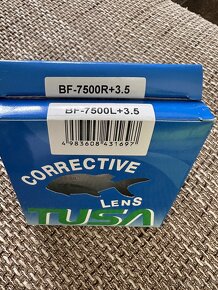 BF-7500R+3.5
BF-7500L+3.5
4 983608 431697
CORRECTIVE
LENS
TUSA